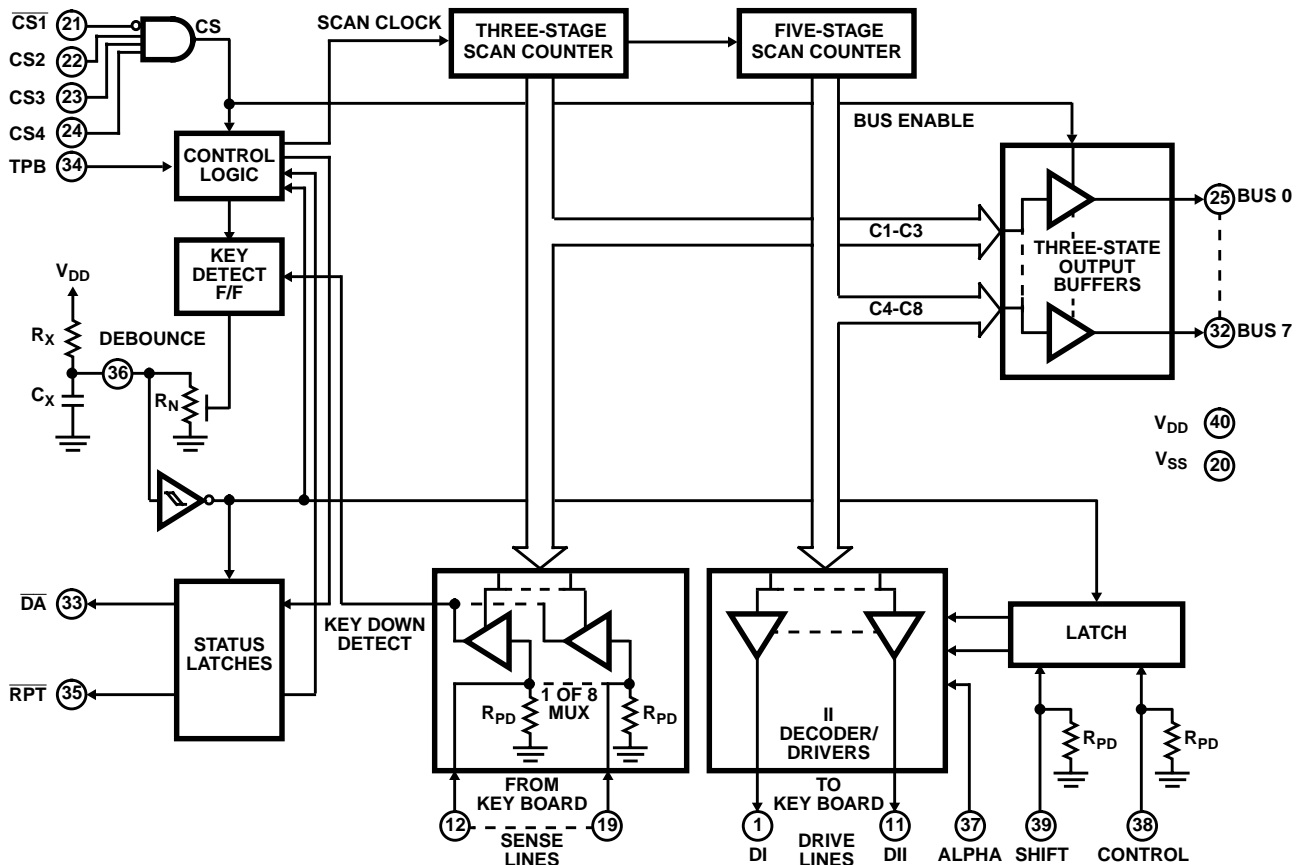 CS1 21
CS2 22
CS3 23
CS4 24
TPB 34
CS
SCAN CLOCK
THREE-STAGE
SCAN COUNTER
FIVE-STAGE
SCAN COUNTER
BUS ENABLE
CONTROL
LOGIC
KEY
DETECT
F/F
VDD
RX
DEBOUNCE
36
CX
RN
C1-C3
C4-C8
THREE-STATE
OUTPUT
BUFFERS
25 BUS 0
32 BUS 7
VDD 40
VSS 20
DA 33
RPT 35
STATUS
LATCHES
KEY DOWN
DETECT
1 OF 8
MUX
RPD
RPD
FROM
KEY BOARD
12
19
SENSE
LINES
II
DECODER/
DRIVERS
TO
KEY BOARD
1
11
DI
DRIVE
LINES
DII
LATCH
RPD
RPD
37
39
38
ALPHA
SHIFT
CONTROL